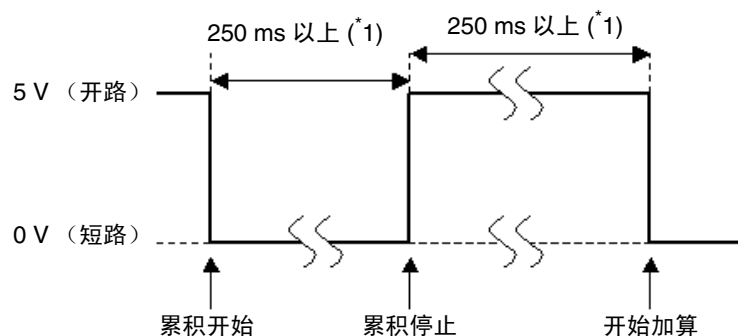 250 ms 以上 (*1)
250 ms 以上 (*1)
5 V （开路）
0 V （短路）
累积开始
累积停止
开始加算